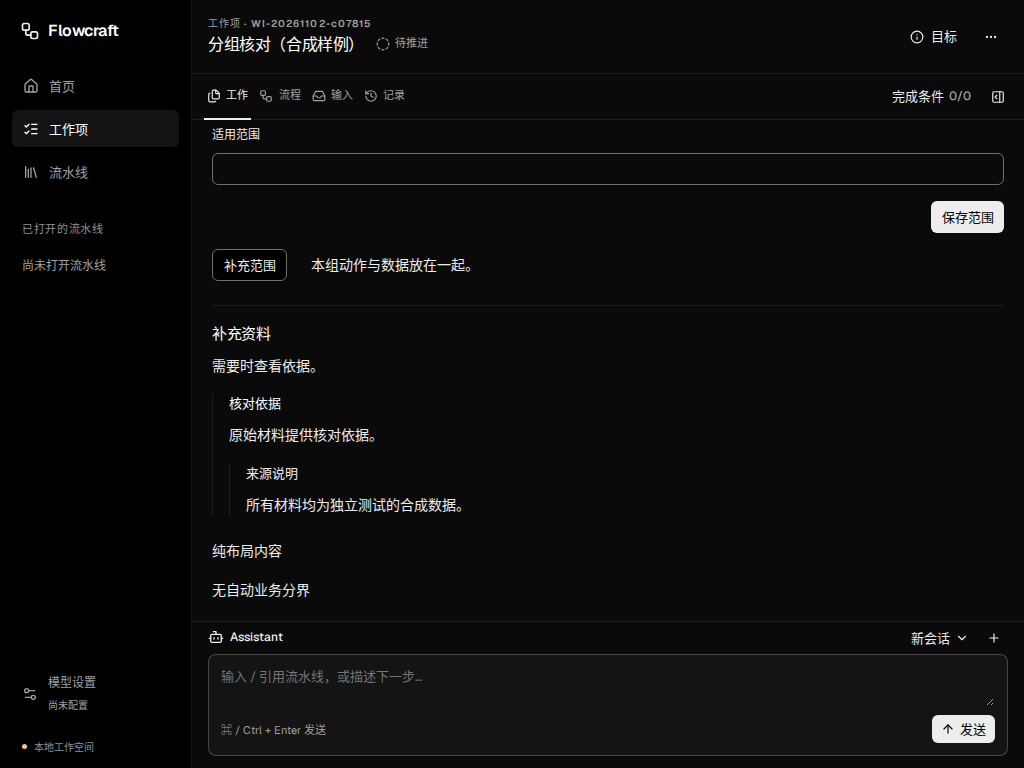 Flowcraft
首页
工作项
流水线
已打开的流水线
尚未打开流水线
模型设置
尚未配置
本地工作空间
工作项 · WI-20261102-c07815
分组核对（合成样例）
待推进
目标
工作
流程
输入
记录
完成条件 0/0
适用范围
保存范围
补充范围
本组动作与数据放在一起。
补充资料
需要时查看依据。
核对依据
原始材料提供核对依据。
来源说明
所有材料均为独立测试的合成数据。
纯布局内容
无自动业务分界
Assistant
新会话
输入 / 引用流水线，或描述下一步…
⌘ / Ctrl + Enter 发送
发送